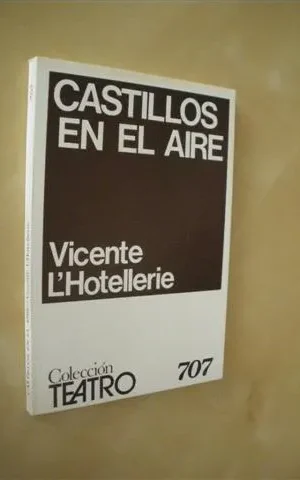 CASTILLOS
EN EL AIRE
Vicente
L'Hotellerie
Colección
TEATRO
707